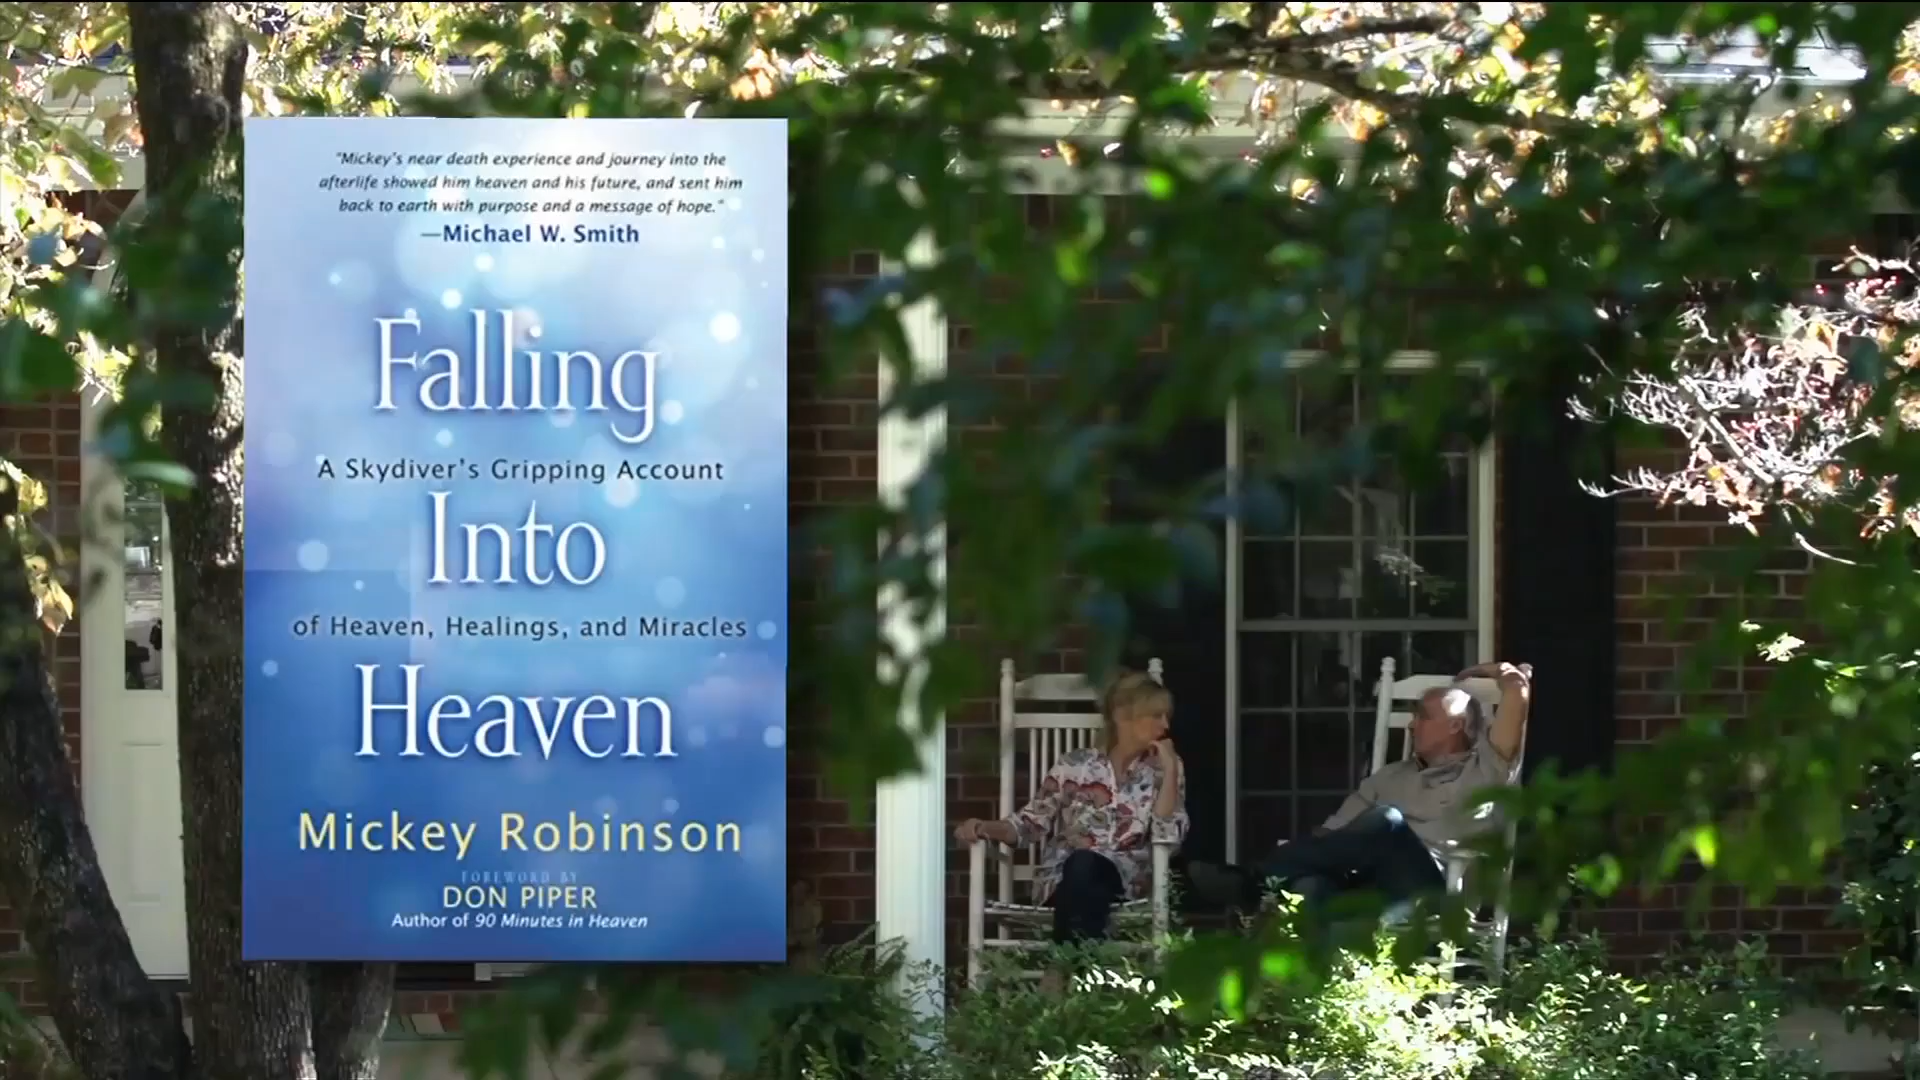 "Mickey's near death experience and journey into the
afterlife showed him heaven and his future, and sent him
back to earth with purpose and a message of hope."
—Michael W. Smith
Falling
A Skydiver's Gripping Account
Into
of Heaven, Healings, and Miracles
Heaven
Mickey Robinson
FOREWORD BY
DON PIPER
Author of 90 Minutes in Heaven